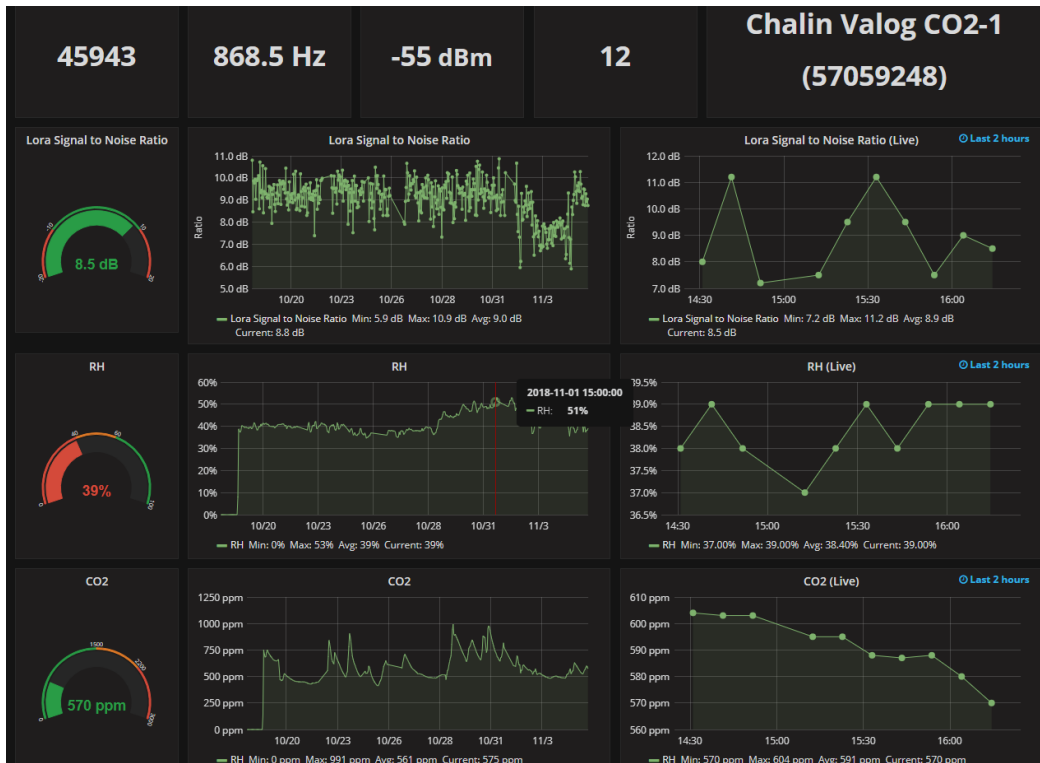 45943
868.5 Hz
-55 dBm
12
Chalin Valog CO2-1
(57059248)
Lora Signal to Noise Ratio
8.5 dB
Lora Signal to Noise Ratio
Ratio
11.0 dB
10.0 dB
9.0 dB
8.0 dB
7.0 dB
6.0 dB
5.0 dB
10/20 10/23 10/26 10/28 10/31 11/3
Lora Signal to Noise Ratio Min: 5.9 dB Max: 10.9 dB Avg: 9.0 dB
Current: 8.8 dB
Lora Signal to Noise Ratio (Live)
Last 2 hours
Ratio
12.0 dB
11.0 dB
10.0 dB
9.0 dB
8.0 dB
7.0 dB
14:30 15:00 15:30 16:00
Lora Signal to Noise Ratio Min: 7.2 dB Max: 11.2 dB Avg: 8.9 dB
Current: 8.5 dB
RH
0 40 60 100
39%
RH
60%
50%
40%
30%
20%
10%
0%
10/20 10/23 10/26 10/28 10/31 11/3
RH Min: 0% Max: 53% Avg: 39% Current: 39%
2018-11-01 15:00:00
RH: 51%
RH (Live)
Last 2 hours
39.5%
39.0%
38.5%
38.0%
37.5%
37.0%
36.5%
14:30 15:00 15:30 16:00
RH Min: 37.00% Max: 39.00% Avg: 38.40% Current: 39.00%
CO2
0 1500 2200 3000
570 ppm
CO2
1250 ppm
1000 ppm
750 ppm
500 ppm
250 ppm
0 ppm
10/20 10/23 10/26 10/28 10/31 11/3
RH Min: 0 ppm Max: 991 ppm Avg: 561 ppm Current: 575 ppm
CO2 (Live)
Last 2 hours
610 ppm
600 ppm
590 ppm
580 ppm
570 ppm
560 ppm
14:30 15:00 15:30 16:00
RH Min: 570 ppm Max: 604 ppm Avg: 591 ppm Current: 570 ppm